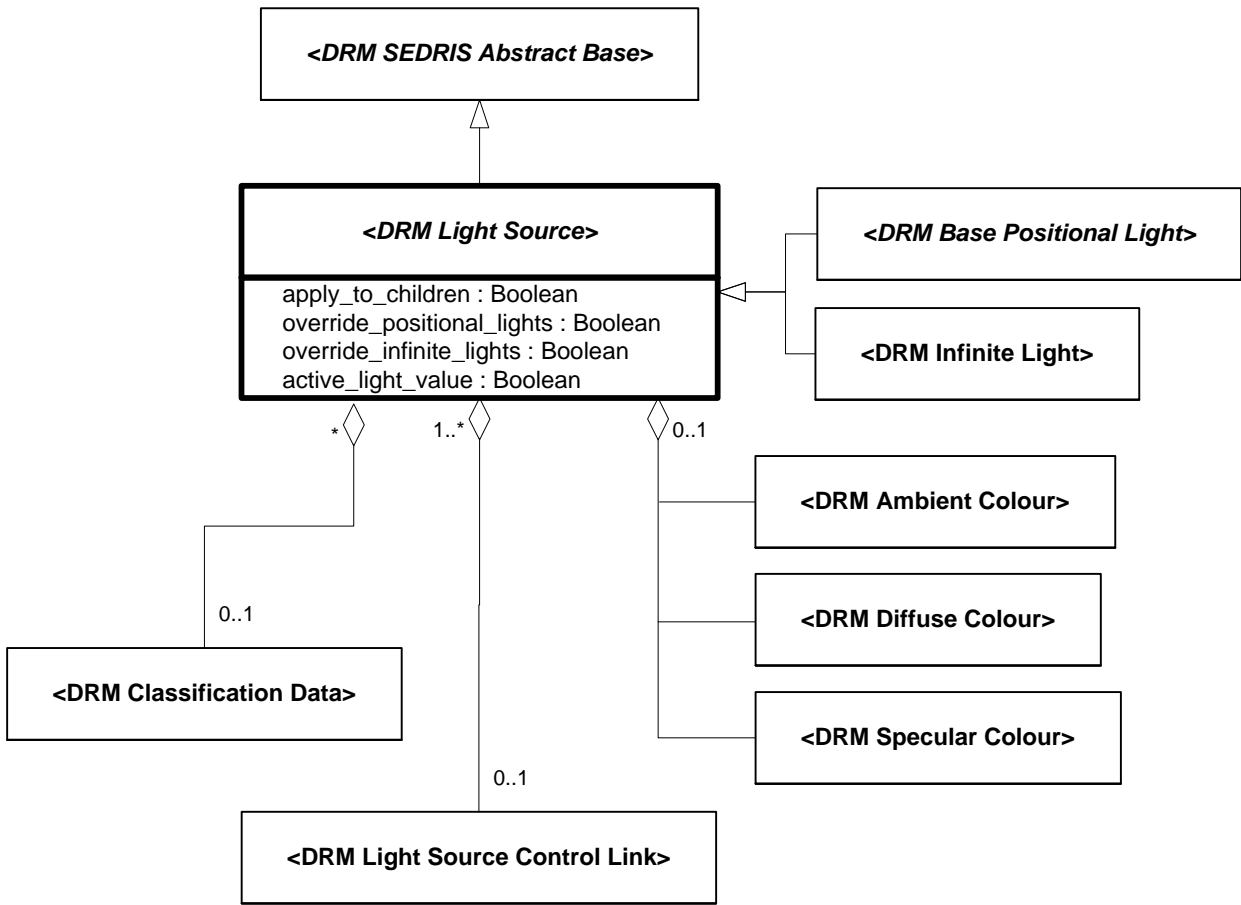 <DRM SEDRIS Abstract Base>
<DRM Light Source>
apply_to_children : Boolean
override_positional_lights : Boolean
override_infinite_lights : Boolean
active_light_value : Boolean
<DRM Base Positional Light>
<DRM Infinite Light>
*
1..*
0..1
<DRM Ambient Colour>
<DRM Diffuse Colour>
<DRM Specular Colour>
0..1
<DRM Classification Data>
0..1
<DRM Light Source Control Link>